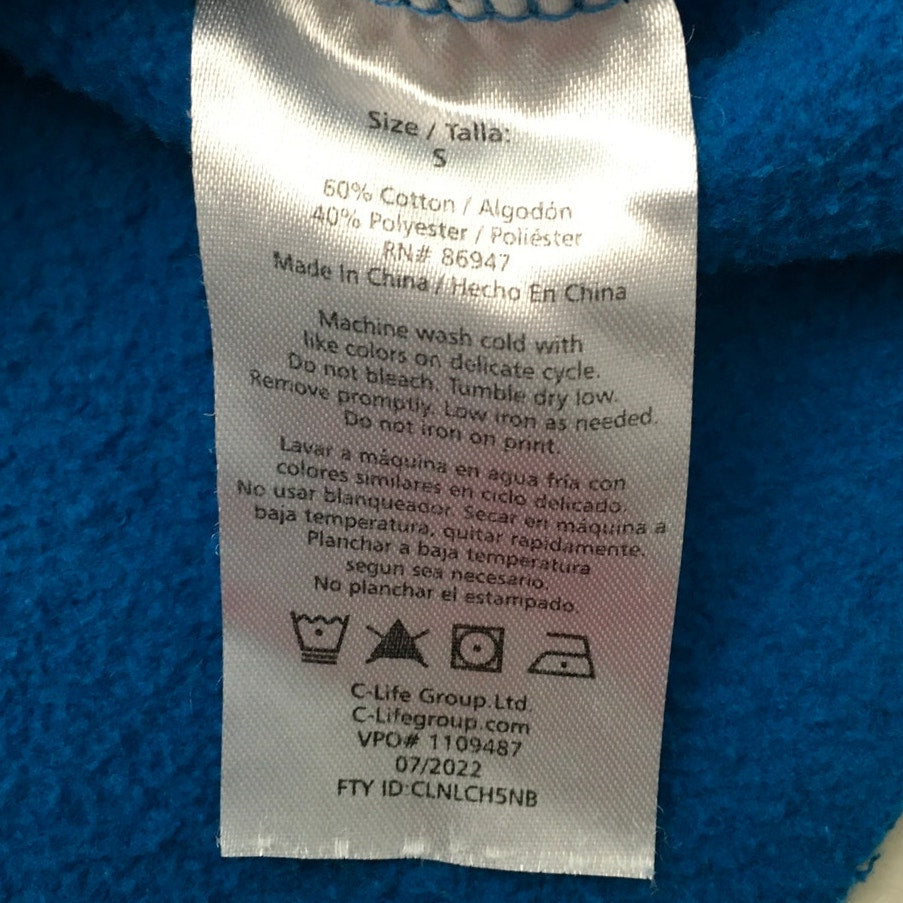 Size / Talla:
S
60% Cotton / Algodón
40% Polyester / Poliéster
RN# 86947
Made In China / Hecho En China
Machine wash cold with
like colors on delicate cycle.
Do not bleach. Tumble dry low.
Remove promptly. Low iron as needed.
Do not iron on print.
Lavar a máquina en agua fría con
colores similares en ciclo delicado.
No usar blanqueador. Secar en máquina a
baja temperatura, quitar rapidamente.
Planchar a baja temperatura
segun sea necesario.
No planchar el estampado.
C-Life Group Ltd.
C-Lifegroup.com
VPO# 1109487
07/2022
FTY ID:CLNLCH5NB